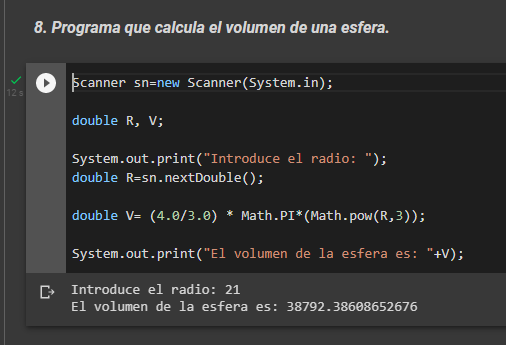 8. Programa que calcula el volumen de una esfera.
12 s
Scanner sn=new Scanner(System.in);
double R, V;
System.out.print("Introduce el radio: ");
double R=sn.nextDouble();
double V= (4.0/3.0) * Math.PI*(Math.pow(R,3));
System.out.print("El volumen de la esfera es: "+V);
Introduce el radio: 21
El volumen de la esfera es: 38792.38608652676